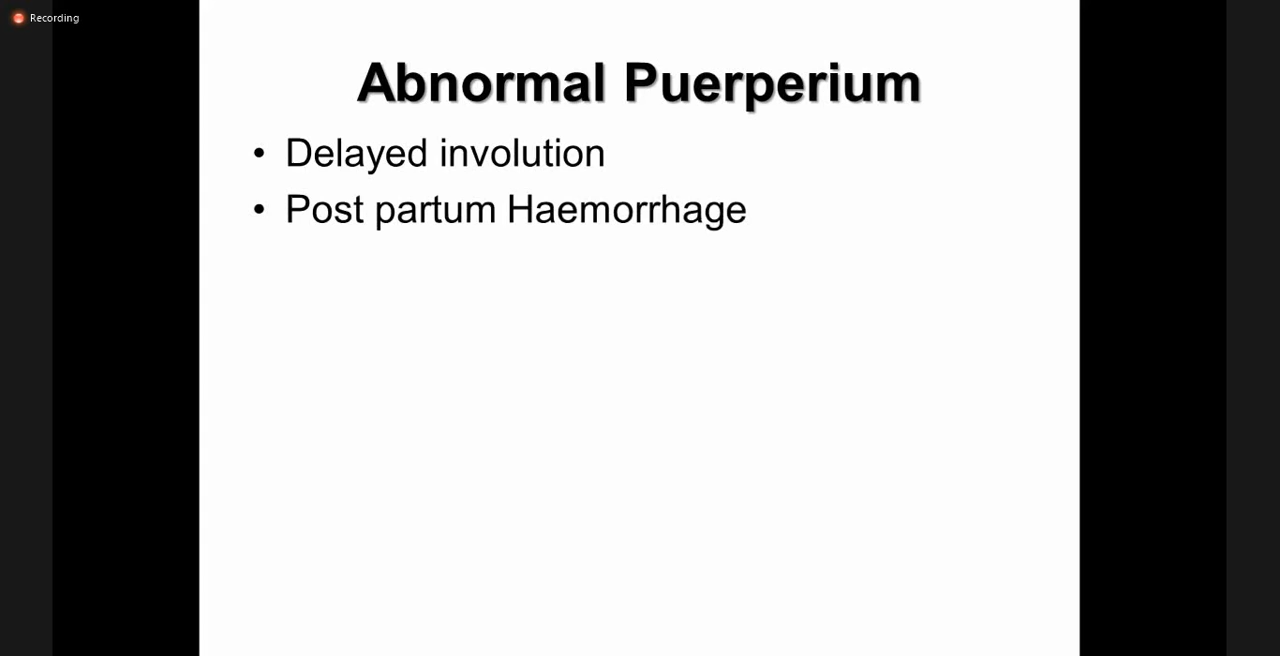 Recording
Abnormal Puerperium
• Delayed involution
• Post partum Haemorrhage